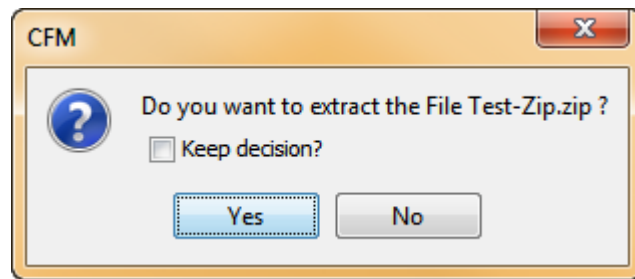 CFM
Do you want to extract the File Test-Zip.zip ?
Keep decision?
Yes No